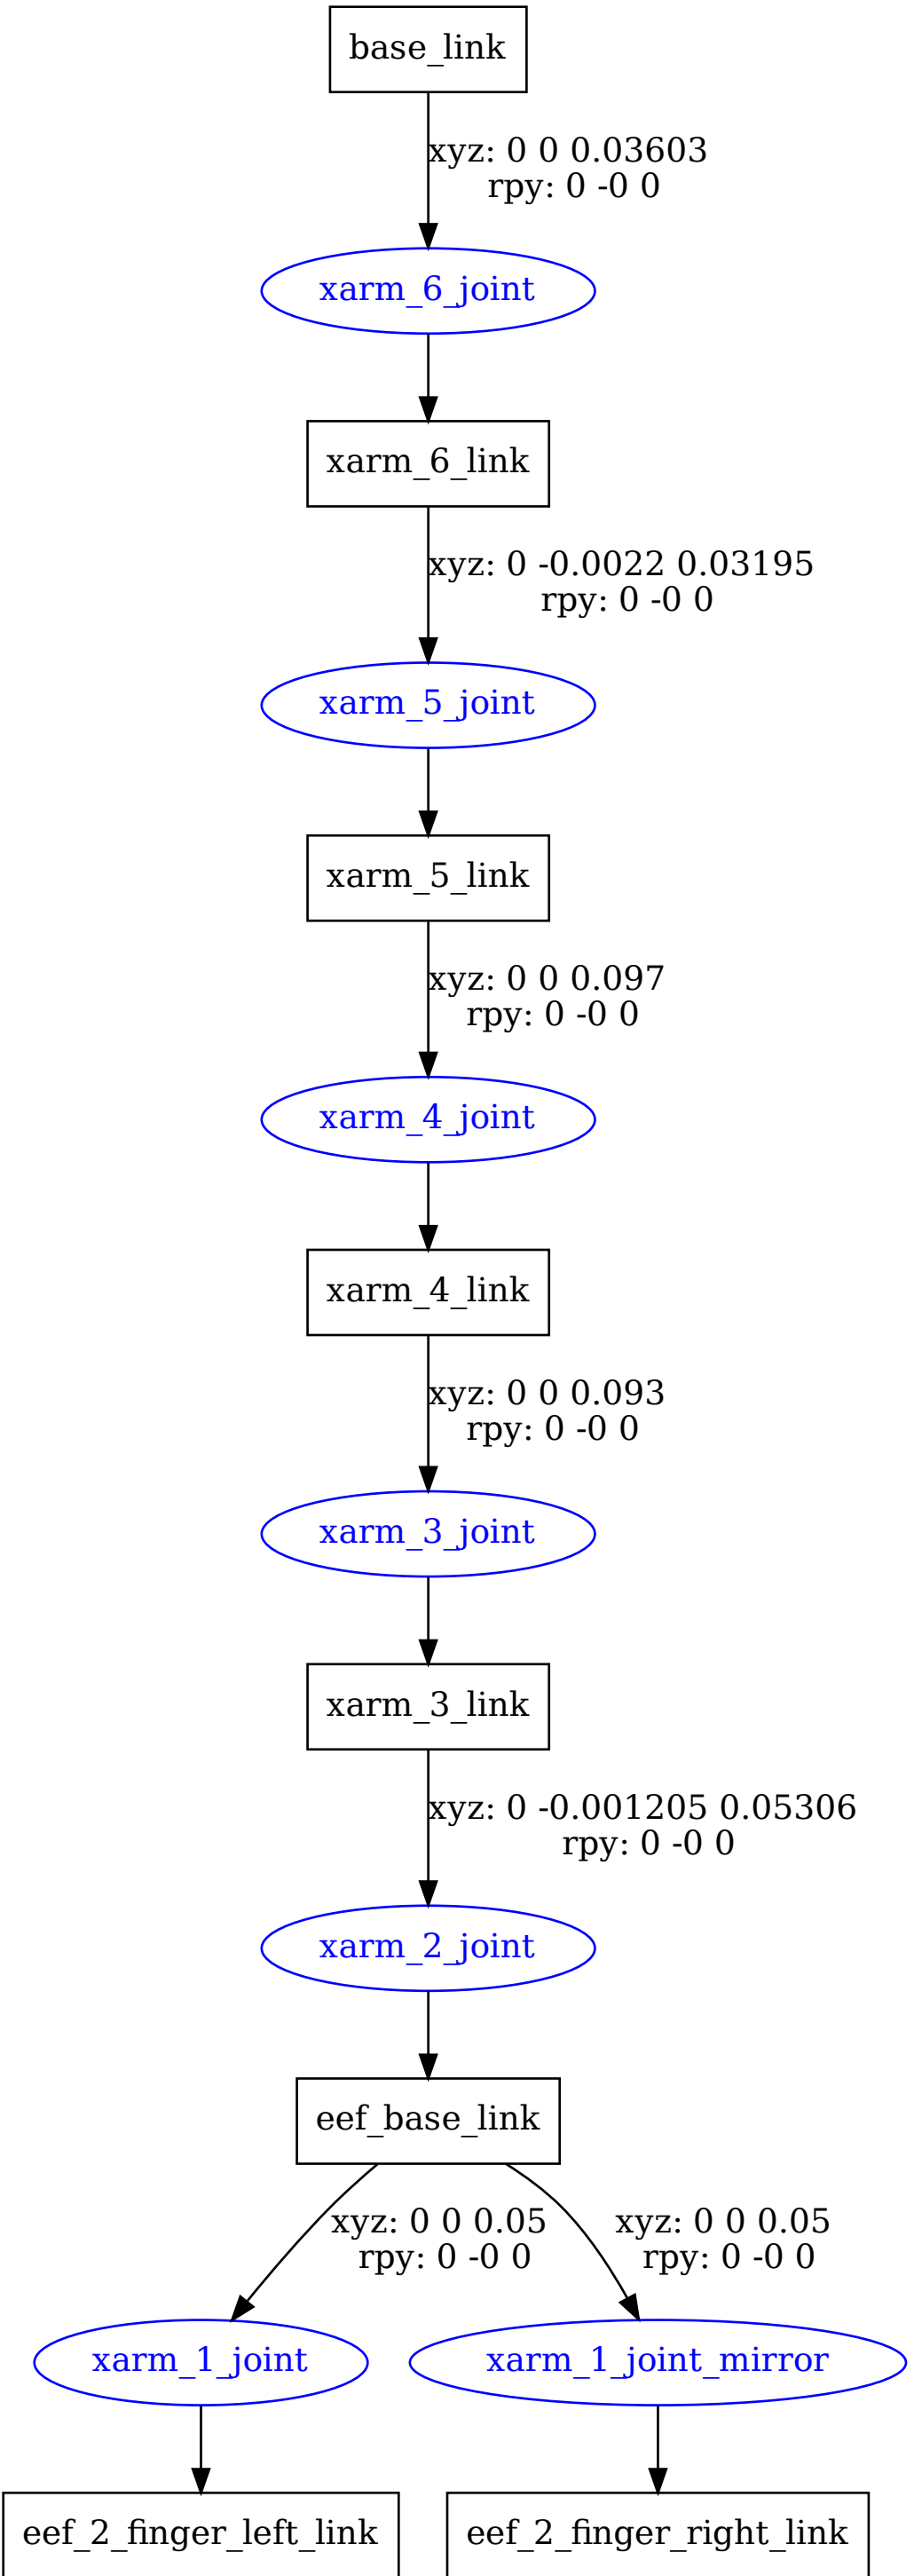 base_link
xyz: 0 0 0.03603
rpy: 0 -0 0
xarm_6_joint
xarm_6_link
xyz: 0 -0.0022 0.03195
rpy: 0 -0 0
xarm_5_joint
xarm_5_link
xyz: 0 0 0.097
rpy: 0 -0 0
xarm_4_joint
xarm_4_link
xyz: 0 0 0.093
rpy: 0 -0 0
xarm_3_joint
xarm_3_link
xyz: 0 -0.001205 0.05306
rpy: 0 -0 0
xarm_2_joint
eef_base_link
xyz: 0 0 0.05
rpy: 0 -0 0
xyz: 0 0 0.05
rpy: 0 -0 0
xarm_1_joint
xarm_1_joint_mirror
eef_2_finger_left_link
eef_2_finger_right_link